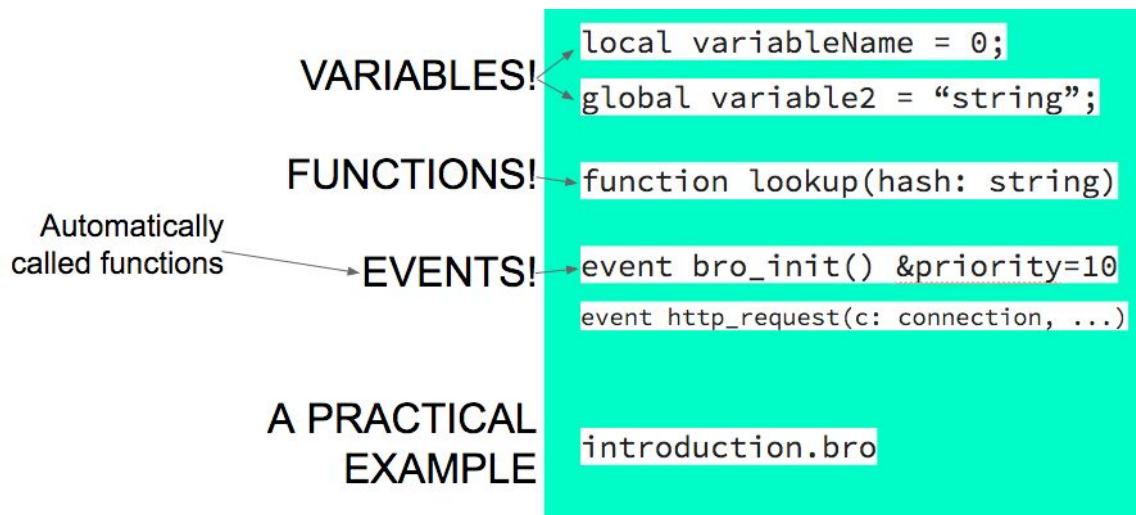 VARIABLES!
local variableName = 0;
global variable2 = “string”;
FUNCTIONS!
function lookup(hash: string)
Automatically
called functions
EVENTS!
event bro_init() &priority=10
event http_request(c: connection, ...)
A PRACTICAL
EXAMPLE
introduction.bro